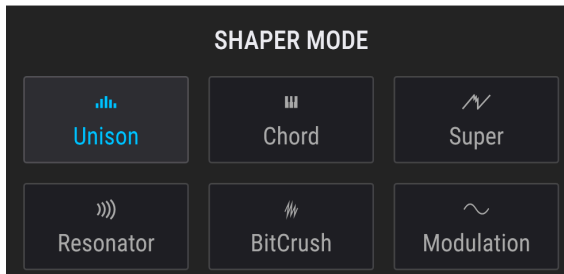 SHAPER MODE
Unison
Chord
Super
Resonator
BitCrush
Modulation